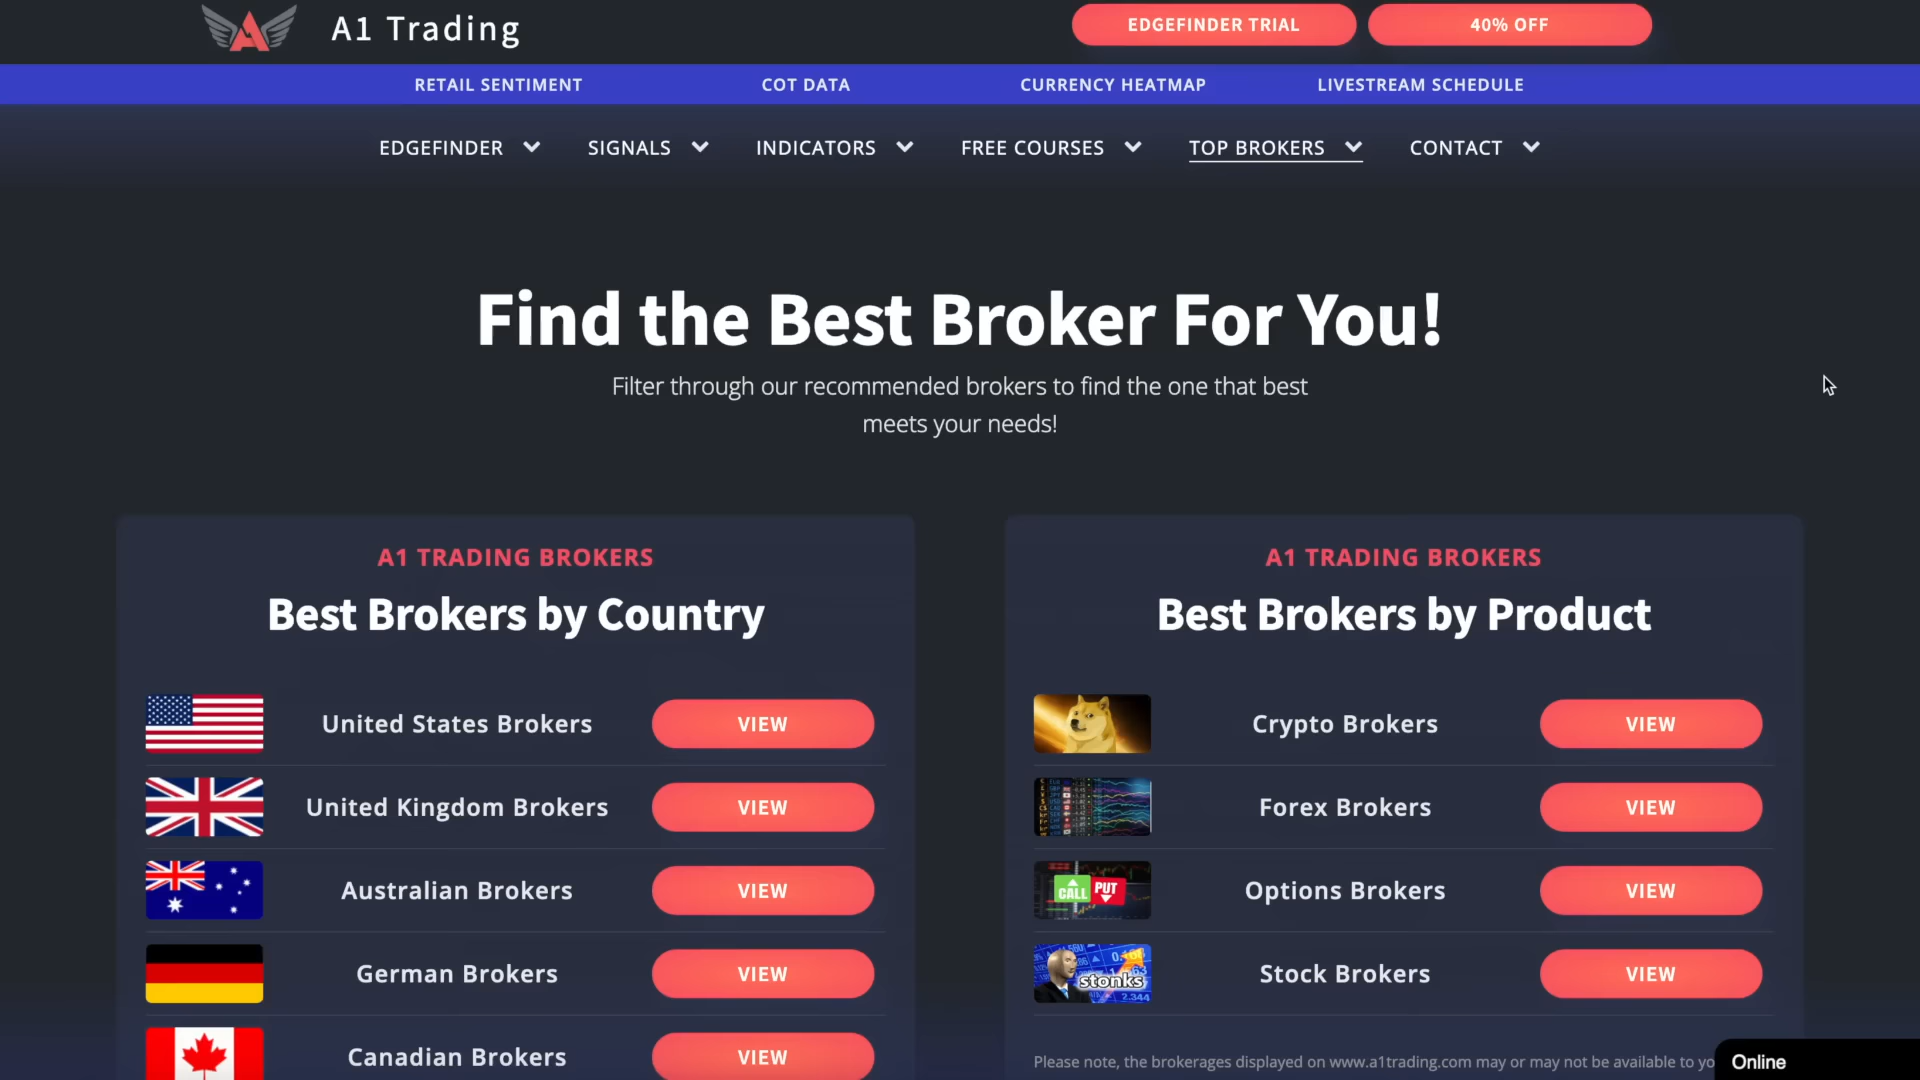 A1 Trading
EDGEFINDER TRIAL
40% OFF
RETAIL SENTIMENT
COT DATA
CURRENCY HEATMAP
LIVESTREAM SCHEDULE
EDGEFINDER
SIGNALS
INDICATORS
FREE COURSES
TOP BROKERS
CONTACT
Find the Best Broker For You!
Filter through our recommended brokers to find the one that best
meets your needs!
A1 TRADING BROKERS
Best Brokers by Country
United States Brokers
VIEW
United Kingdom Brokers
VIEW
Australian Brokers
VIEW
German Brokers
VIEW
Canadian Brokers
VIEW
A1 TRADING BROKERS
Best Brokers by Product
Crypto Brokers
VIEW
Forex Brokers
VIEW
CALL PUT
Options Brokers
VIEW
stonks
2.344
Stock Brokers
VIEW
Please note, the brokerages displayed on www.a1trading.com may or may not be available to yo
Online